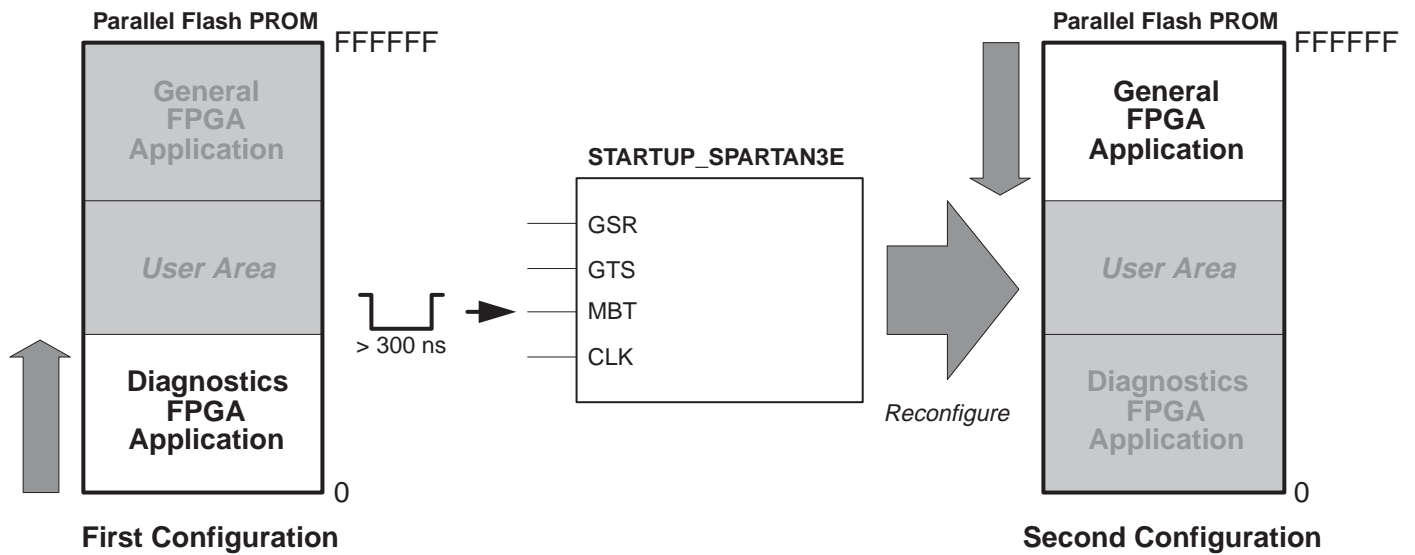 Parallel Flash PROM
FFFFFF
General
FPGA
Application
User Area
Diagnostics
FPGA
Application
0
First Configuration
> 300 ns
STARTUP_SPARTAN3E
GSR
GTS
MBT
CLK
Reconfigure
Parallel Flash PROM
FFFFFF
General
FPGA
Application
User Area
Diagnostics
FPGA
Application
0
Second Configuration